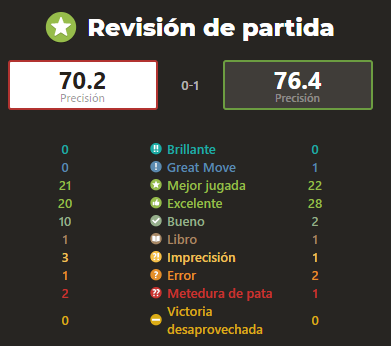 Revisión de partida
70.2 0-1 76.4
Precisión Precisión
0 !! Brillante 0
0 ! Great Move 1
21 Mejor jugada 22
20 Excelente 28
10 Bueno 2
1 Libro 1
3 ?! Imprecisión 1
1 ? Error 2
2 ?? Metedura de pata 1
0 Victoria 0
desaprovechada